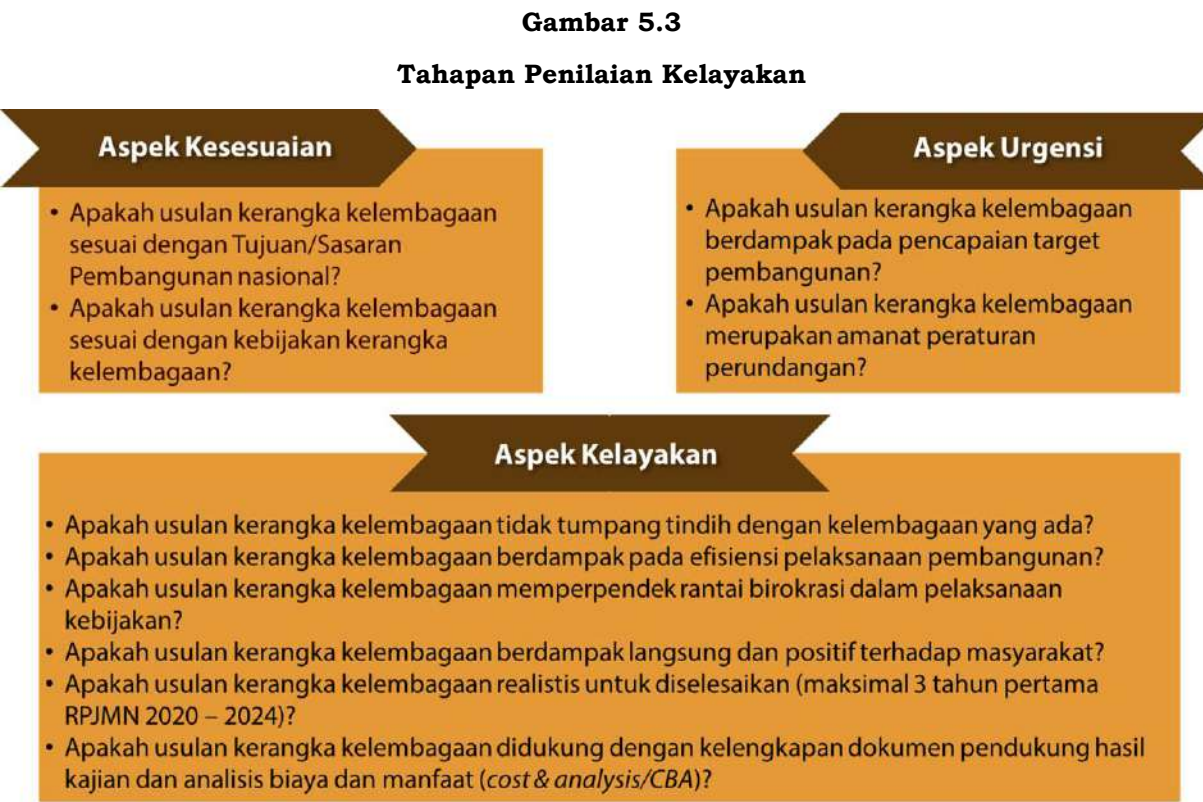 Gambar 5.3
Tahapan Penilaian Kelayakan
Aspek Kesesuaian
• Apakah usulan kerangka kelembagaan
sesuai dengan Tujuan/Sasaran
Pembangunan nasional?
• Apakah usulan kerangka kelembagaan
sesuai dengan kebijakan kerangka
kelembagaan?
Aspek Urgensi
• Apakah usulan kerangka kelembagaan
berdampak pada pencapaian target
pembangunan?
• Apakah usulan kerangka kelembagaan
merupakan amanat peraturan
perundangan?
Aspek Kelayakan
• Apakah usulan kerangka kelembagaan tidak tumpang tindih dengan kelembagaan yang ada?
• Apakah usulan kerangka kelembagaan berdampak pada efisiensi pelaksanaan pembangunan?
• Apakah usulan kerangka kelembagaan memperpendek rantai birokrasi dalam pelaksanaan
kebijakan?
• Apakah usulan kerangka kelembagaan berdampak langsung dan positif terhadap masyarakat?
• Apakah usulan kerangka kelembagaan realistis untuk diselesaikan (maksimal 3 tahun pertama
RPJMN 2020 – 2024)?
• Apakah usulan kerangka kelembagaan didukung dengan kelengkapan dokumen pendukung hasil
kajian dan analisis biaya dan manfaat (cost & analysis/CBA)?